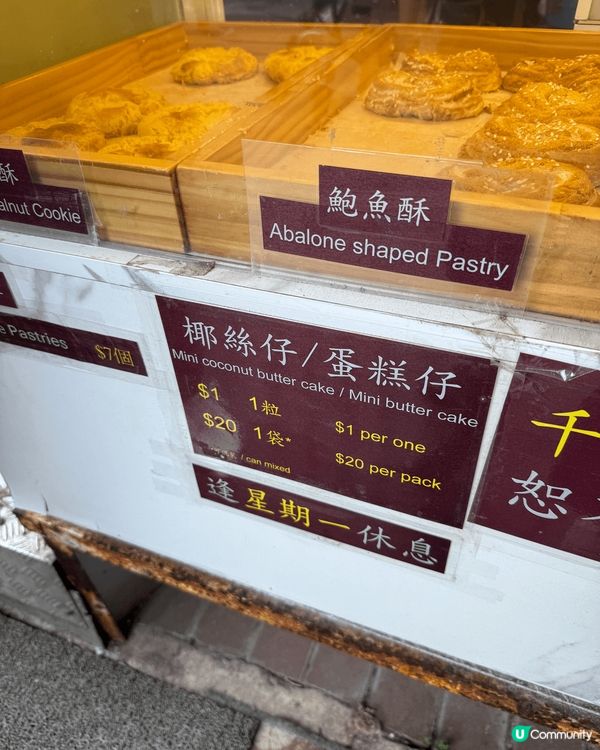 酥
alnut Cookie
鮑魚酥
Abalone shaped Pastry
e Pastries
$7個
椰絲仔/蛋糕仔
Mini coconut butter cake / Mini butter cake
$1 1粒
$20 1袋*
/ can mixed
$1 per one
$20 per pack
逢星期一休息
千
恕
U Community